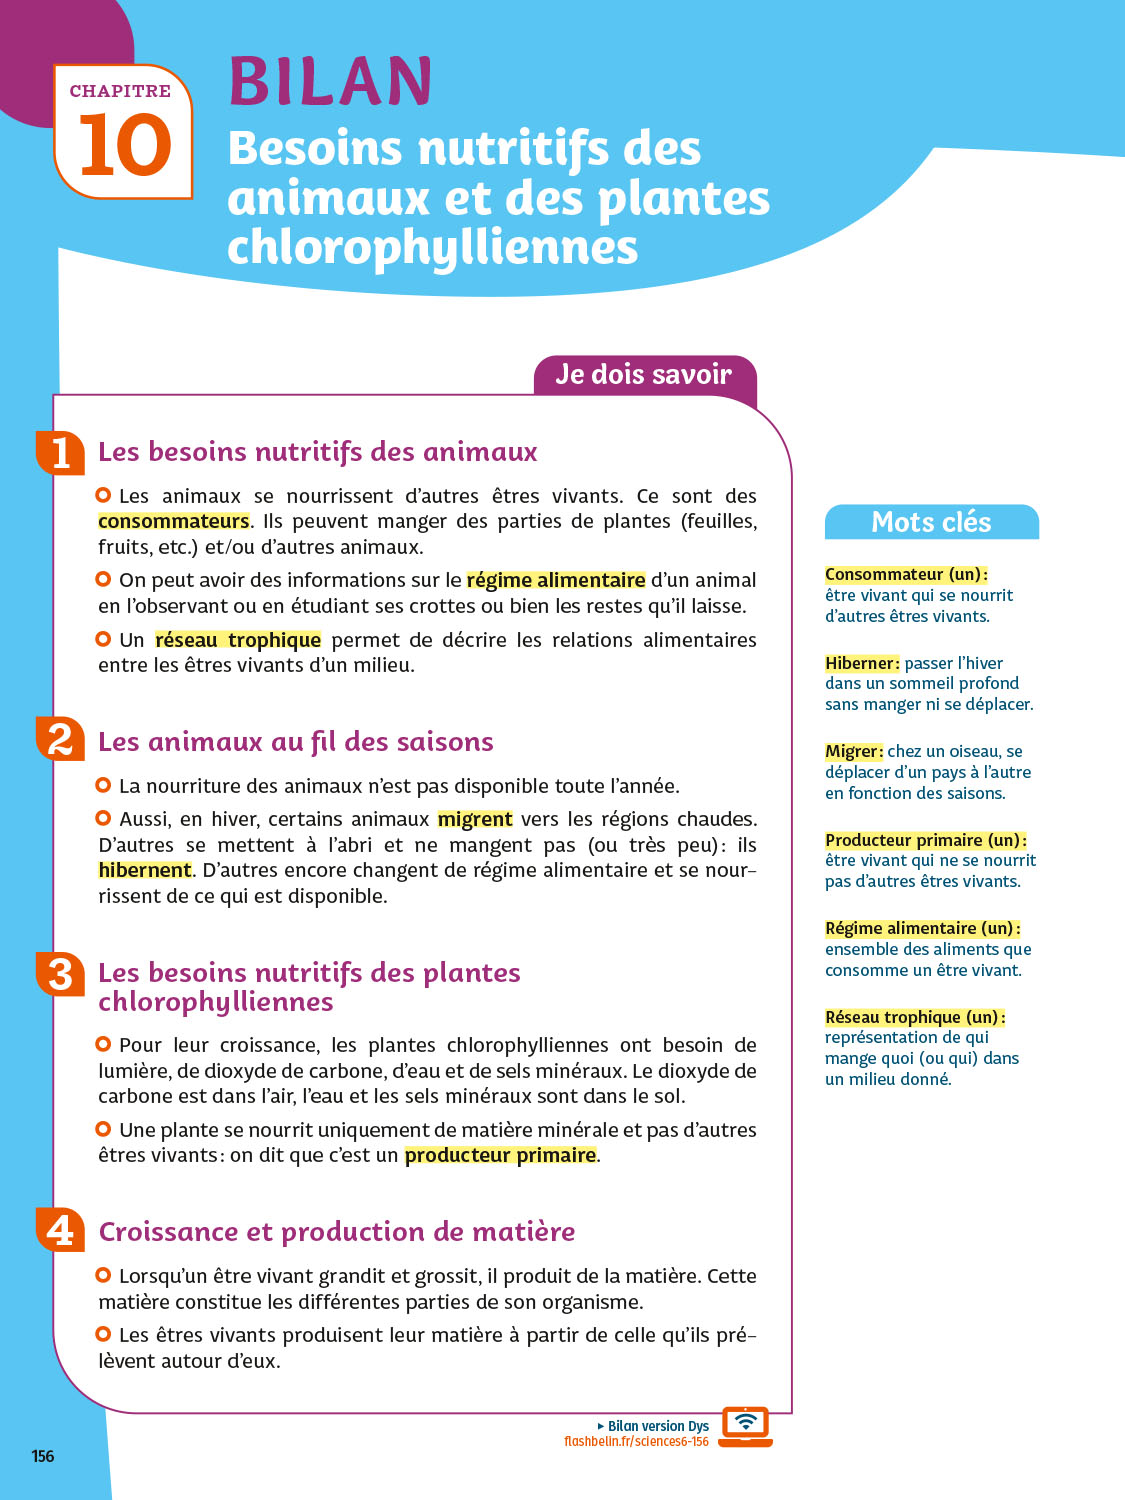 CHAPITRE
10
BILAN
Besoins nutritifs des
animaux et des plantes
chlorophylliennes
Je dois savoir
1 Les besoins nutritifs des animaux
Les animaux se nourrissent d’autres êtres vivants. Ce sont des
consommateurs. Ils peuvent manger des parties de plantes (feuilles,
fruits, etc.) et/ou d’autres animaux.
On peut avoir des informations sur le régime alimentaire d’un animal
en l’observant ou en étudiant ses crottes ou bien les restes qu’il laisse.
Un réseau trophique permet de décrire les relations alimentaires
entre les êtres vivants d’un milieu.
2 Les animaux au fil des saisons
La nourriture des animaux n’est pas disponible toute l’année.
Aussi, en hiver, certains animaux migrent vers les régions chaudes.
D’autres se mettent à l’abri et ne mangent pas (ou très peu) : ils
hibernent. D’autres encore changent de régime alimentaire et se nour-
rissent de ce qui est disponible.
3 Les besoins nutritifs des plantes
chlorophylliennes
Pour leur croissance, les plantes chlorophylliennes ont besoin de
lumière, de dioxyde de carbone, d’eau et de sels minéraux. Le dioxyde de
carbone est dans l’air, l’eau et les sels minéraux sont dans le sol.
Une plante se nourrit uniquement de matière minérale et pas d’autres
êtres vivants : on dit que c’est un producteur primaire.
4 Croissance et production de matière
Lorsqu’un être vivant grandit et grossit, il produit de la matière. Cette
matière constitue les différentes parties de son organisme.
Les êtres vivants produisent leur matière à partir de celle qu’ils pré-
lèvent autour d’eux.
Mots clés
Consommateur (un) :
être vivant qui se nourrit
d’autres êtres vivants.
Hiberner : passer l’hiver
dans un sommeil profond
sans manger ni se déplacer.
Migrer : chez un oiseau, se
déplacer d’un pays à l’autre
en fonction des saisons.
Producteur primaire (un) :
être vivant qui ne se nourrit
pas d’autres êtres vivants.
Régime alimentaire (un) :
ensemble des aliments que
consomme un être vivant.
Réseau trophique (un) :
représentation de qui
mange quoi (ou qui) dans
un milieu donné.
Bilan version Dys
flashbelin.fr/sciences6-156
156